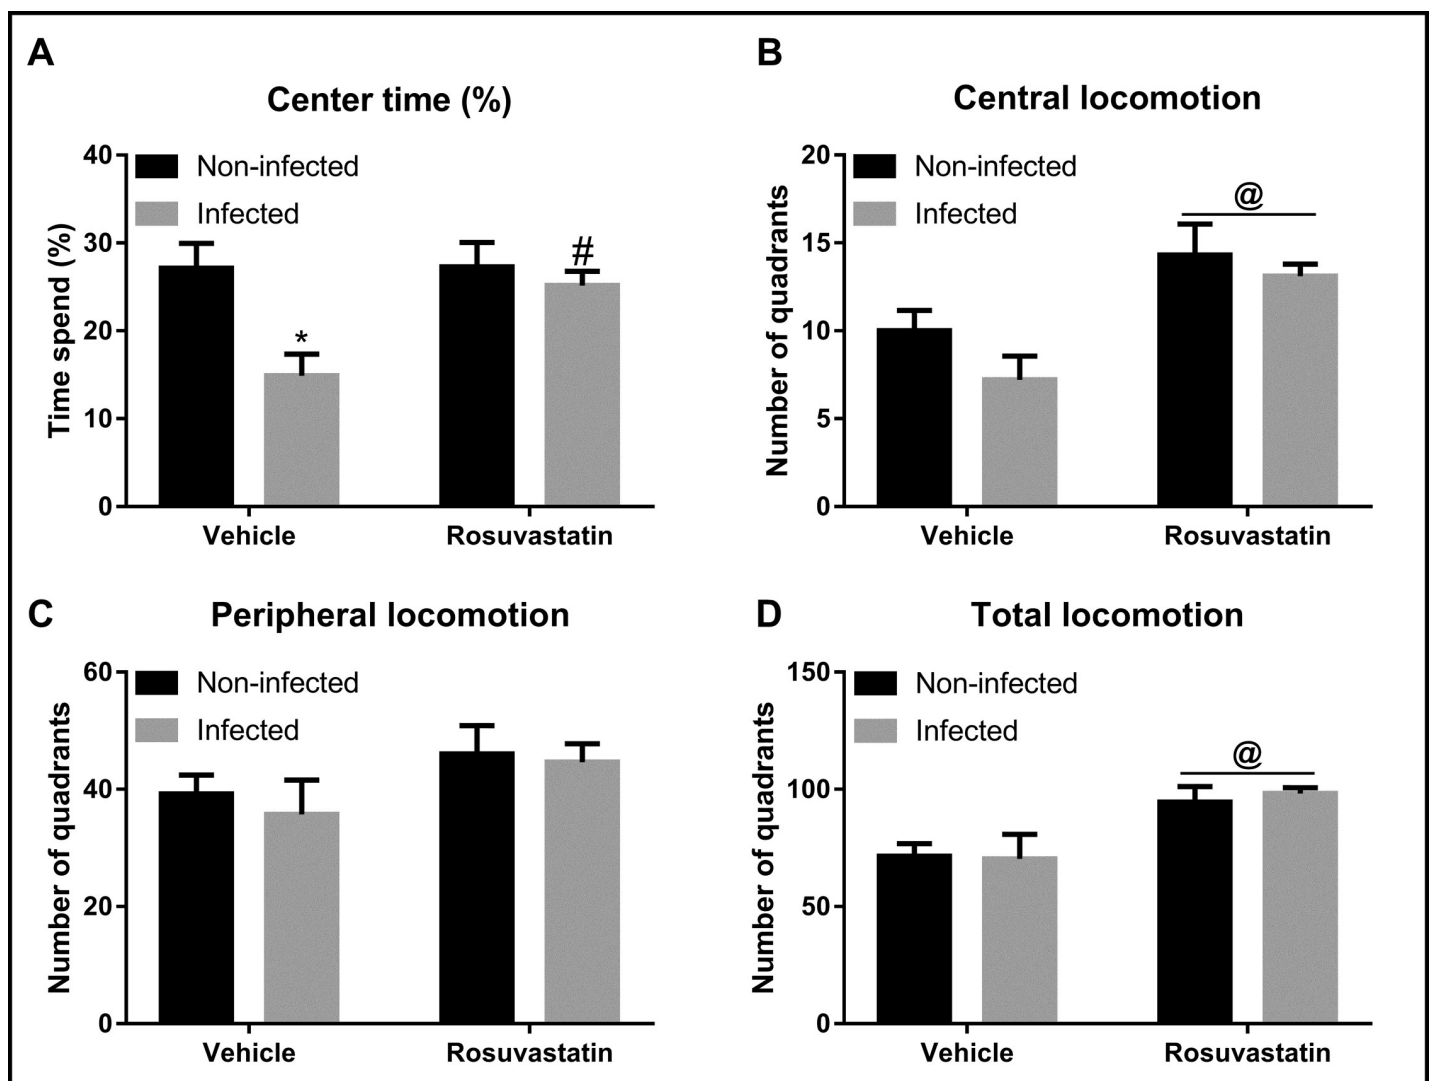 A
Center time (%)
Time spend (%)
40
30
20
10
0
Non-infected
Infected
*
#
Vehicle
Rosuvastatin
B
Central locomotion
Number of quadrants
20
15
10
5
0
Non-infected
Infected
@
Vehicle
Rosuvastatin
C
Peripheral locomotion
Number of quadrants
60
40
20
0
Non-infected
Infected
Vehicle
Rosuvastatin
D
Total locomotion
Number of quadrants
150
100
50
0
Non-infected
Infected
@
Vehicle
Rosuvastatin